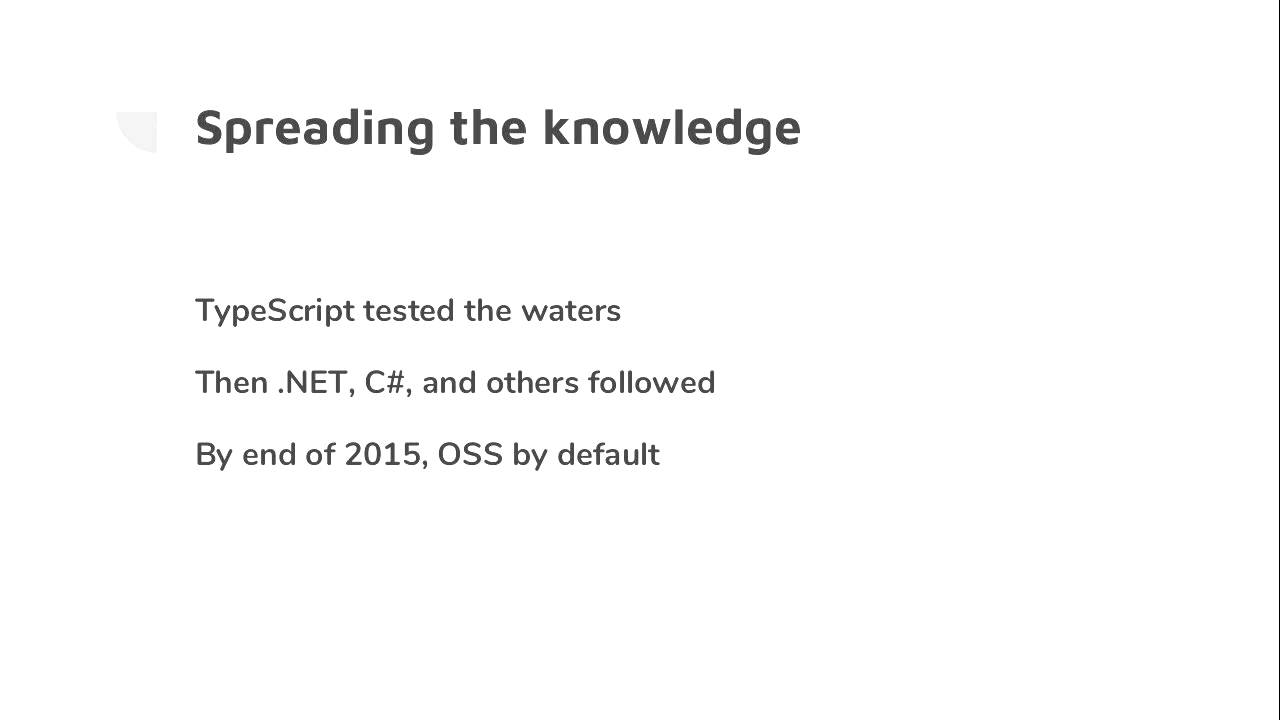 Spreading the knowledge
TypeScript tested the waters
Then .NET, C#, and others followed
By end of 2015, OSS by default